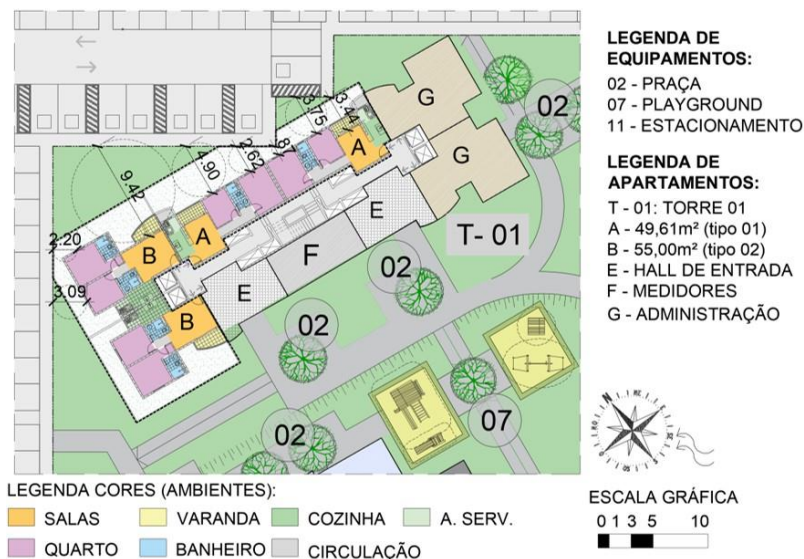 G
02
3.44
3.75
A
G
.8
2.62
4.90
9.42
E
T- 01
2.20
A
B
F
02
3.09
E
B
02
07
02
LEGENDA DE
EQUIPAMENTOS:
02 - PRAÇA
07 - PLAYGROUND
11 - ESTACIONAMENTO
LEGENDA DE
APARTAMENTOS:
T - 01: TORRE 01
A - 49,61m² (tipo 01)
B - 55,00m² (tipo 02)
E - HALL DE ENTRADA
F - MEDIDORES
G - ADMINISTRAÇÃO
N
ESCALA GRÁFICA
0 1 3 5 10
LEGENDA CORES (AMBIENTES):
SALAS VARANDA COZINHA A. SERV.
QUARTO BANHEIRO CIRCULAÇÃO